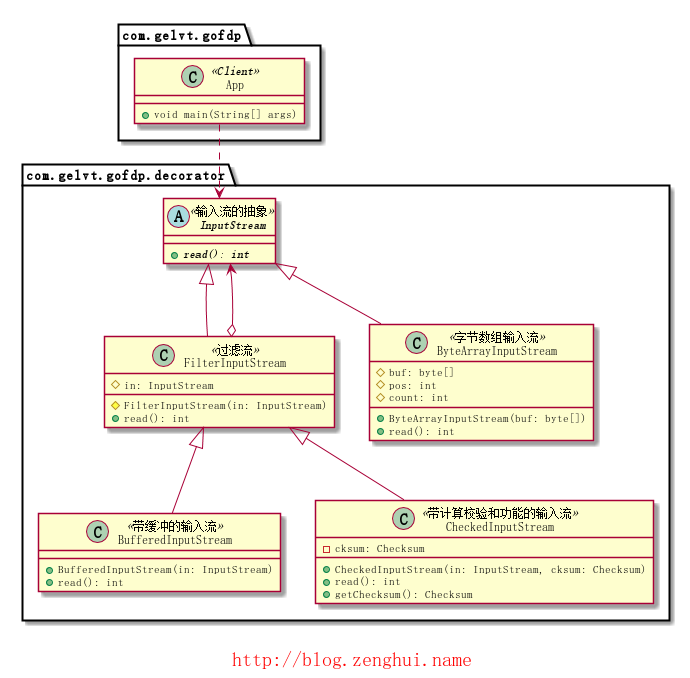 com.gelvt.gofdp
C «Client»
App
void main(String[] args)
com.gelvt.gofdp.decorator
A «输入流的抽象»
InputStream
read(): int
C «过滤流»
FilterInputStream
in: InputStream
FilterInputStream(in: InputStream)
read(): int
C «字节数组输入流»
ByteArrayInputStream
buf: byte[]
pos: int
count: int
ByteArrayInputStream(buf: byte[])
read(): int
C «带缓冲的输入流»
BufferedInputStream
BufferedInputStream(in: InputStream)
read(): int
C «带计算校验和功能的输入流»
CheckedInputStream
cksum: Checksum
CheckedInputStream(in: InputStream, cksum: Checksum)
read(): int
getChecksum(): Checksum
http://blog.zenghui.name